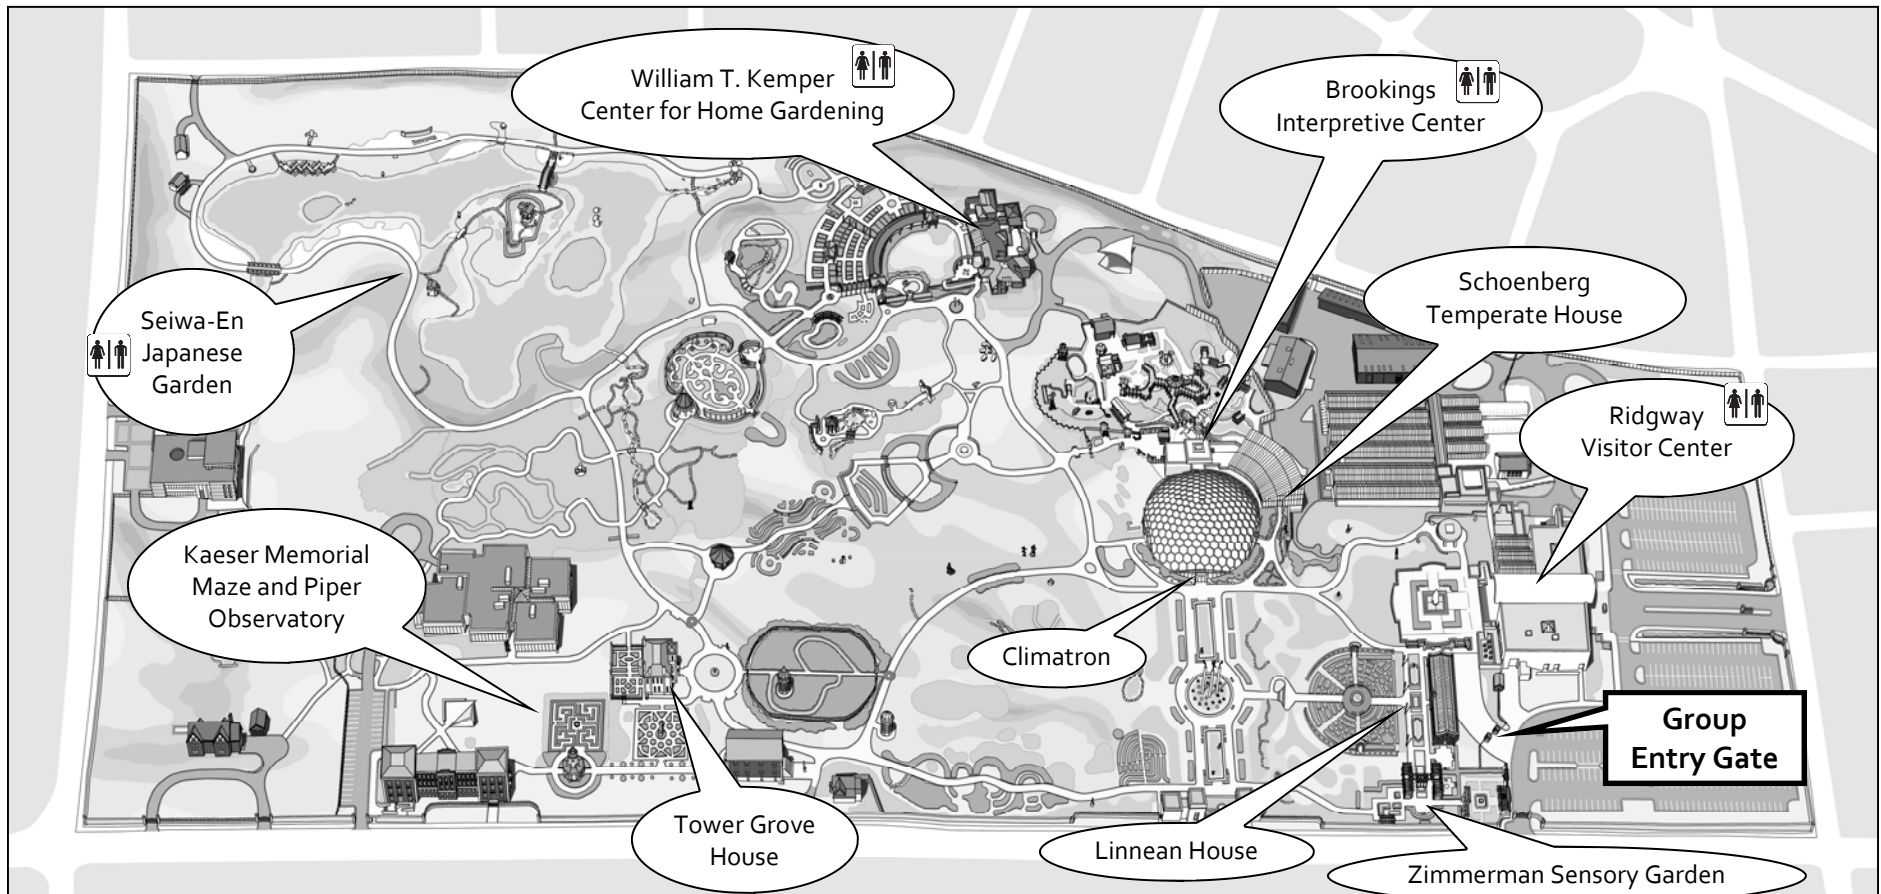 William T. Kemper
Center for Home Gardening
Brookings
Interpretive Center
Schoenberg
Temperate House
Seiwa-En
Japanese
Garden
Ridgway
Visitor Center
Kaeser Memorial
Maze and Piper
Observatory
Climatron
Group
Entry Gate
Tower Grove
House
Linnean House
Zimmerman Sensory Garden